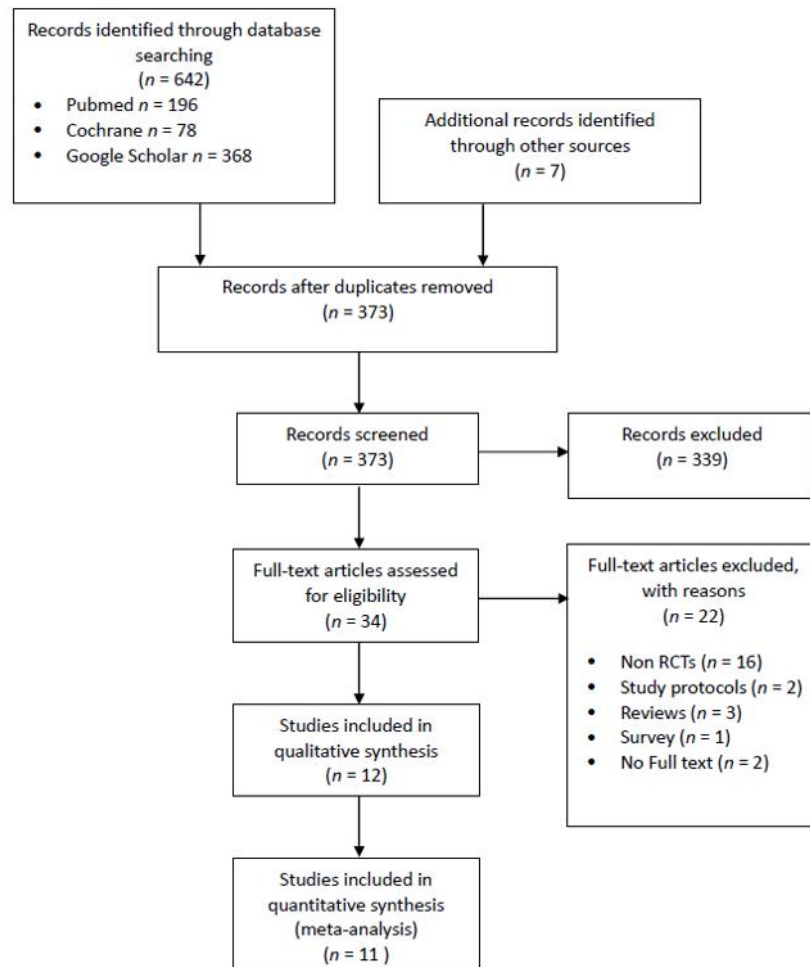 Records identified through database
searching
(n = 642)
• Pubmed n = 196
• Cochrane n = 78
• Google Scholar n = 368
Additional records identified
through other sources
(n = 7)
Records after duplicates removed
(n = 373)
Records screened
(n = 373)
Records excluded
(n = 339)
Full-text articles assessed
for eligibility
(n = 34)
Full-text articles excluded,
with reasons
(n = 22)
• Non RCTs (n = 16)
• Study protocols (n = 2)
• Reviews (n = 3)
• Survey (n = 1)
• No Full text (n = 2)
Studies included in
qualitative synthesis
(n = 12)
Studies included in
quantitative synthesis
(meta-analysis)
(n = 11 )